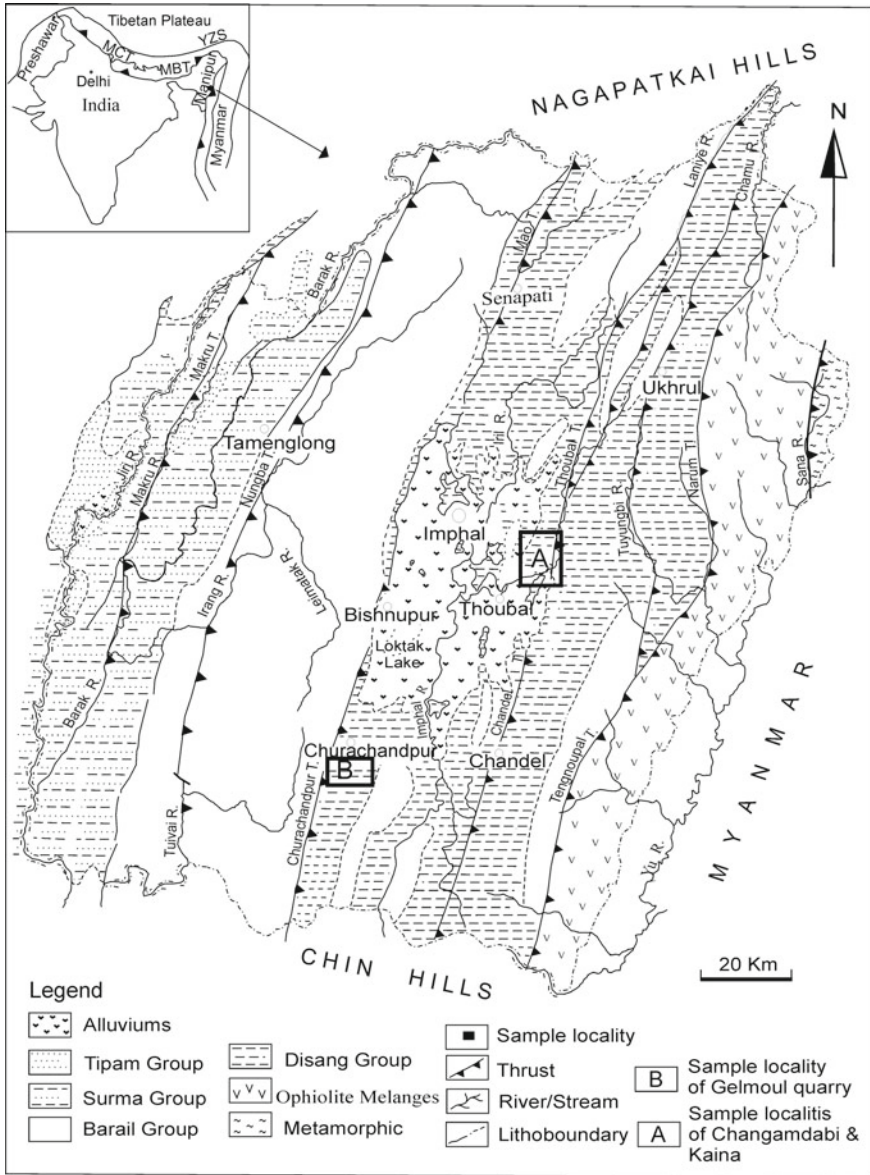 Tibetan Plateau
YZS
Preshawar
MCT
MBT
Delhi
India
Manipur
Myanmar
NAGAPATKAI HILLS
N
Laniye R.
Chamu R.
Mao T.
Barak R.
Senapati
Makru T.
Ukhrul
Iril R.
Jiri R.
Makru R.
Tamenglong
Nungba T.
Thoubal T.
Sana R.
Narum Tl
Tuyungbi R.
Imphal
A
Leimatak R.
Irang R.
Bishnupur
Thoubal
Loktak
Lake
Chandel Tl
Imphal R.
Barak R.
Churachandpur
B
Chandel
Tengnoupal T.
MYANMAR
Churachandpur T.
Tuivai R.
Yu R.
CHIN HILLS
20 Km
Legend
Alluviums
Tipam Group
Surma Group
Barail Group
Disang Group
Ophiolite Melanges
Metamorphic
Sample locality
Thrust
River/Stream
Lithoboundary
B
Sample locality
of Gelmoul quarry
A
Sample localitis
of Changamdabi &
Kaina